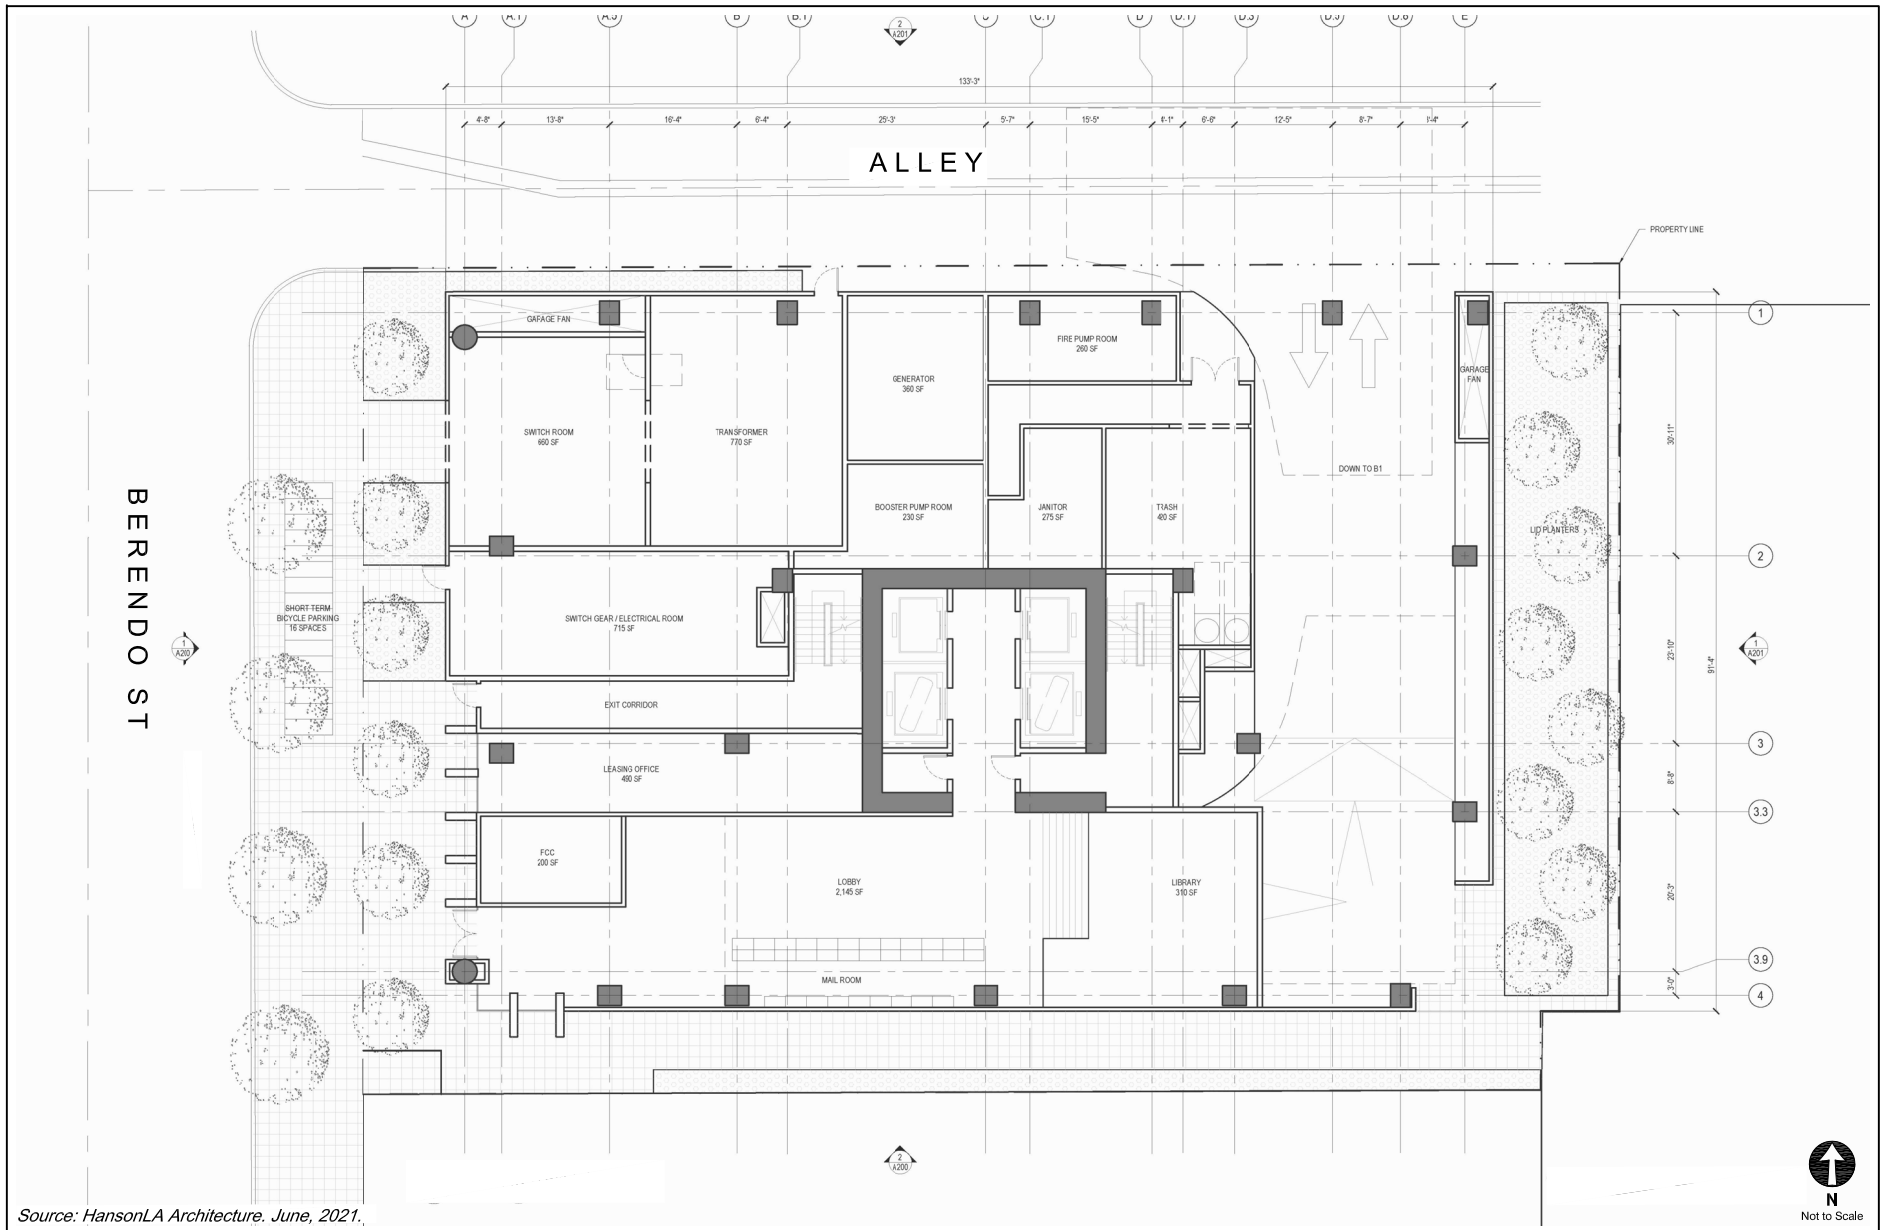 A A.1 A.5 B B.1 C C.1 D D.1 D.3 D.5 D.8 E
2
A201
133'-3"
4'-8" 13'-8" 16'-4" 6'-4" 25'-3' 5'-7" 15'-5" 4'-1" 6'-6" 12'-5" 8'-7"
ALLEY
PROPERTY LINE
GARAGE FAN
1
FIRE PUMP ROOM
260 SF
GENERATOR
360 SF
GARAGE
FAN
SWITCH ROOM
660 SF
TRANSFORMER
770 SF
30'-11"
DOWN TO B1
BOOSTER PUMP ROOM
230 SF
JANITOR
275 SF
TRASH
420 SF
LID PLANTERS
2
BERENDO ST
SHORT TERM
BICYCLE PARKING
16 SPACES
SWITCH GEAR / ELECTRICAL ROOM
715 SF
1
A200
23'-10"
91'-4"
1
A201
EXIT CORRIDOR
3
LEASING OFFICE
490 SF
8'-8"
3.3
FCC
200 SF
LOBBY
2,145 SF
LIBRARY
310 SF
20'-3"
3.9
MAIL ROOM
3'-0"
4
2
A200
N
Not to Scale
Source: HansonLA Architecture. June, 2021.